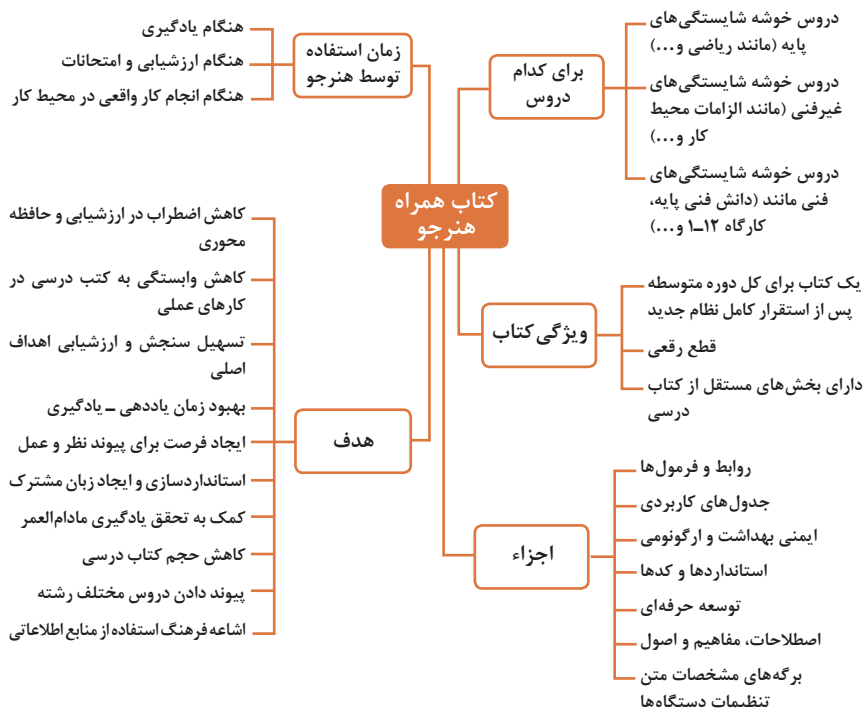 کتاب همراه
هنرجو
برای کدام
دروس
دروس خوشه شایستگی‌های
پایه (مانند ریاضی و...)
دروس خوشه شایستگی‌های
غیرفنی (مانند الزامات محیط
کار و...)
دروس خوشه شایستگی‌های
فنی مانند (دانش فنی پایه،
کارگاه ۱۲ـ۱ و...)
ویژگی کتاب
یک کتاب برای کل دوره متوسطه
پس از استقرار کامل نظام جدید
قطع رقعی
دارای بخش‌های مستقل از کتاب
درسی
اجزاء
روابط و فرمول‌ها
جدول‌های کاربردی
ایمنی بهداشت و ارگونومی
استانداردها و کدها
توسعه حرفه‌ای
اصطلاحات، مفاهیم و اصول
برگه‌های مشخصات متن
تنظیمات دستگاه‌ها
زمان استفاده
توسط هنرجو
هنگام یادگیری
هنگام ارزشیابی و امتحانات
هنگام انجام کار واقعی در محیط کار
هدف
کاهش اضطراب در ارزشیابی و حافظه
محوری
کاهش وابستگی به کتب درسی در
کارهای عملی
تسهیل سنجش و ارزشیابی اهداف
اصلی
بهبود زمان یاددهی ـ یادگیری
ایجاد فرصت برای پیوند نظر و عمل
استانداردسازی و ایجاد زبان مشترک
کمک به تحقق یادگیری مادام‌العمر
کاهش حجم کتاب درسی
پیوند دادن دروس مختلف رشته
اشاعه فرهنگ استفاده از منابع اطلاعاتی